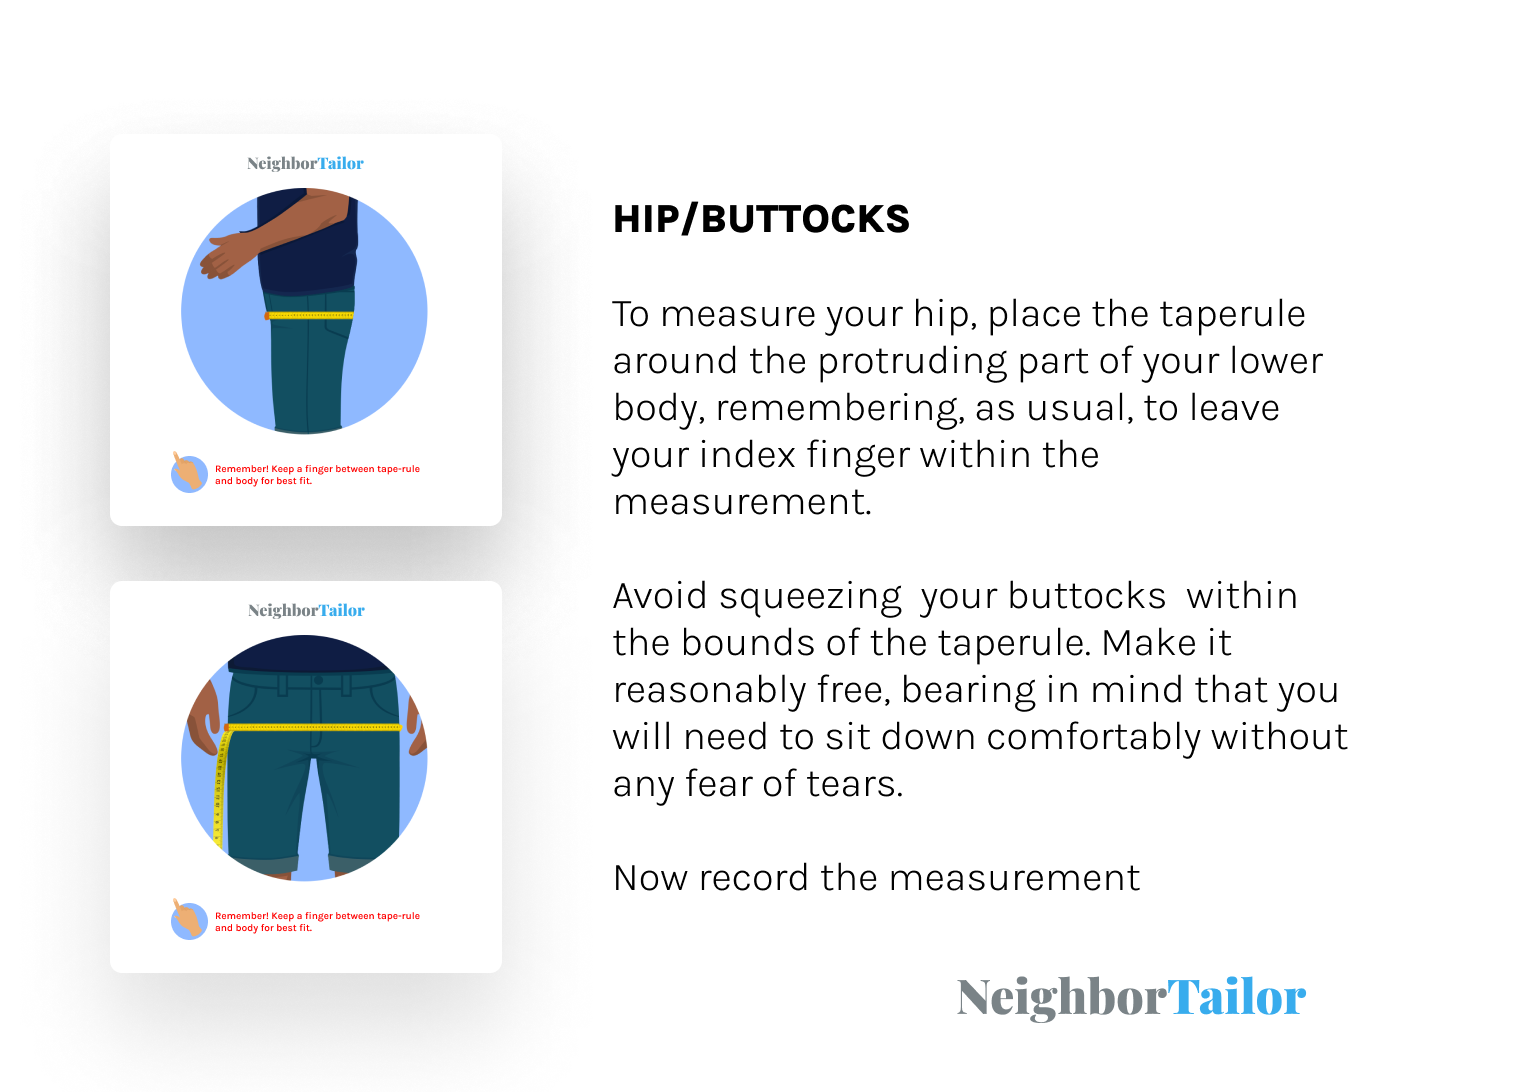 NeighborTailor
Remember! Keep a finger between tape-rule
and body for best fit.
NeighborTailor
Remember! Keep a finger between tape-rule
and body for best fit.
HIP/BUTTOCKS
To measure your hip, place the taperule
around the protruding part of your lower
body, remembering, as usual, to leave
your index finger within the
measurement.
Avoid squeezing  your buttocks  within
the bounds of the taperule. Make it
reasonably free, bearing in mind that you
will need to sit down comfortably without
any fear of tears.
Now record the measurement
NeighborTailor